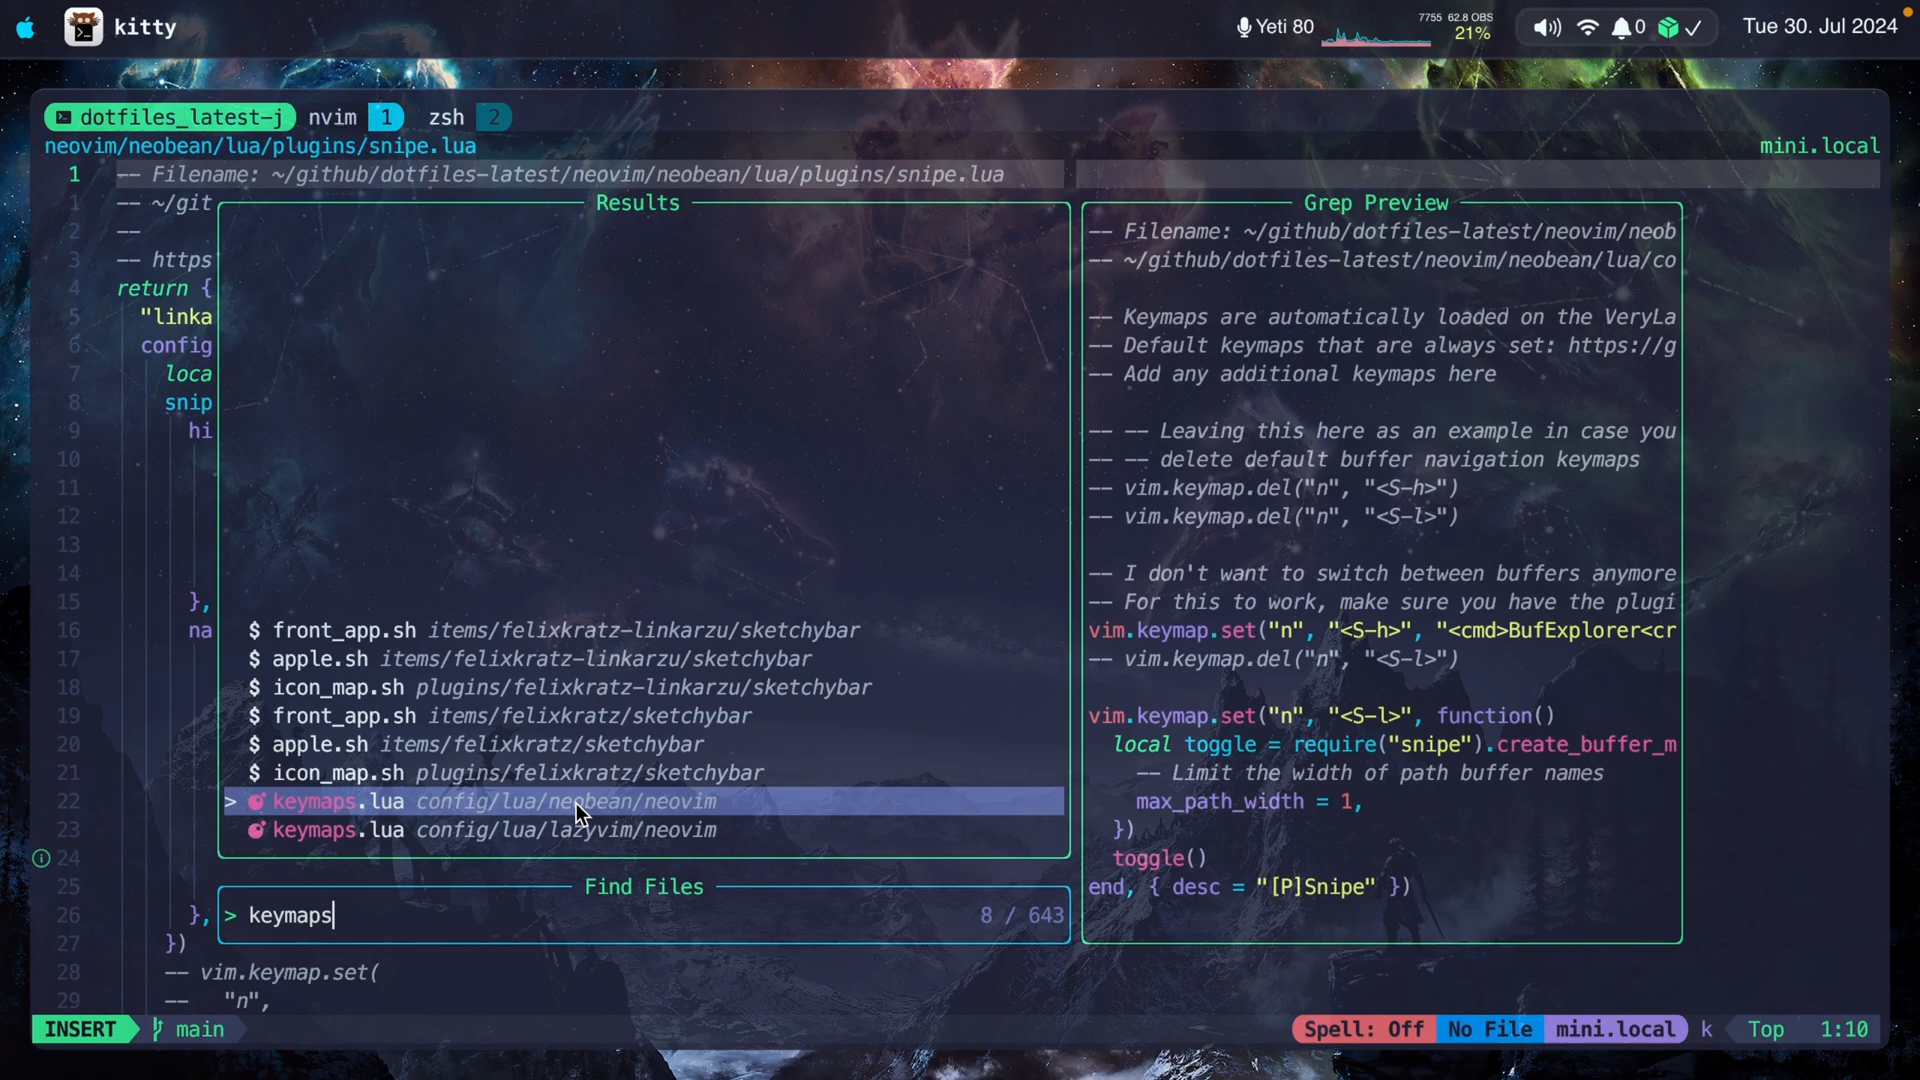 kitty
Yeti 80
7755 62.8 OBS
21%
0
Tue 30. Jul 2024
dotfiles_latest-j nvim 1 zsh 2
neovim/neobean/lua/plugins/snipe.lua
mini.local
1 -- Filename: ~/github/dotfiles-latest/neovim/neobean/lua/plugins/snipe.lua
1 -- ~/git
2 --
3 -- https
4 return {
5 "linka
6 config
7 loca
8 snip
9 hi
10
11
12
13
14
15 },
16 na
17
18
19
20
21
22
23
24
25
26 },
27 })
28 -- vim.keymap.set(
29 -- "n",
Results
$ front_app.sh items/felixkratz-linkarzu/sketchybar
$ apple.sh items/felixkratz-linkarzu/sketchybar
$ icon_map.sh plugins/felixkratz-linkarzu/sketchybar
$ front_app.sh items/felixkratz/sketchybar
$ apple.sh items/felixkratz/sketchybar
$ icon_map.sh plugins/felixkratz/sketchybar
> keymaps.lua config/lua/neobean/neovim
keymaps.lua config/lua/lazyvim/neovim
Find Files
> keymaps 8 / 643
Grep Preview
-- Filename: ~/github/dotfiles-latest/neovim/neob
-- ~/github/dotfiles-latest/neovim/neobean/lua/co
-- Keymaps are automatically loaded on the VeryLa
-- Default keymaps that are always set: https://g
-- Add any additional keymaps here
-- -- Leaving this here as an example in case you
-- -- delete default buffer navigation keymaps
-- vim.keymap.del("n", "<S-h>")
-- vim.keymap.del("n", "<S-l>")
-- I don't want to switch between buffers anymore
-- For this to work, make sure you have the plugi
vim.keymap.set("n", "<S-h>", "<cmd>BufExplorer<cr
-- vim.keymap.del("n", "<S-l>")
vim.keymap.set("n", "<S-l>", function()
local toggle = require("snipe").create_buffer_m
-- Limit the width of path buffer names
max_path_width = 1,
})
toggle()
end, { desc = "[P]Snipe" })
INSERT main
Spell: Off No File mini.local k Top 1:10